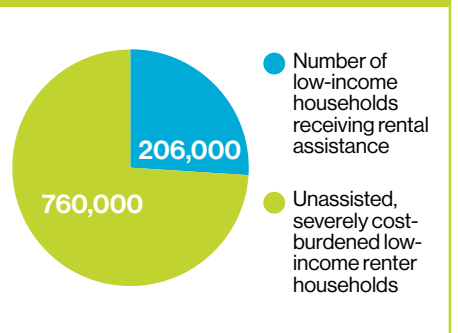 206,000
760,000
Number of
low-income
households
receiving rental
assistance
Unassisted,
severely cost-
burdened low-
income renter
households